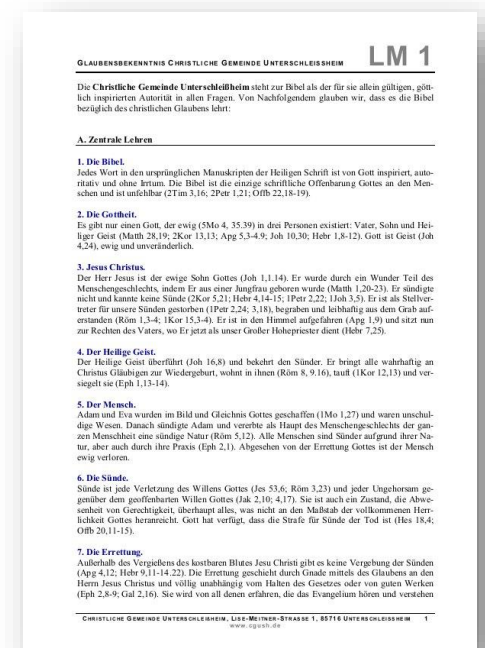 GLAUBENSBEKENNTNIS CHRISTLICHE GEMEINDE UNTERSCHLEISSHEIM LM 1
Die Christliche Gemeinde Unterschleißheim steht zur Bibel als der für sie allein gültigen, gött-
lich inspirierten Autorität in allen Fragen. Von Nachfolgendem glauben wir, dass es die Bibel
bezüglich des christlichen Glaubens lehrt:
A. Zentrale Lehren
1. Die Bibel.
Jedes Wort in den ursprünglichen Manuskripten der Heiligen Schrift ist von Gott inspiriert, auto-
ritativ und ohne Irrtum. Die Bibel ist die einzige schriftliche Offenbarung Gottes an den Men-
schen und ist unfehlbar (2Tim 3,16; 2Petr 1,21; Offb 22,18-19).
2. Die Gottheit.
Es gibt nur einen Gott, der ewig (5Mo 4, 35.39) in drei Personen existiert: Vater, Sohn und Hei-
liger Geist (Matth 28,19; 2Kor 13,13; Apg 5,3-4.9; Joh 10,30; Hebr 1,8-12). Gott ist Geist (Joh
4,24), ewig und unveränderlich.
3. Jesus Christus.
Der Herr Jesus ist der ewige Sohn Gottes (Joh 1,1.14). Er wurde durch ein Wunder Teil des
Menschengeschlechts, indem Er aus einer Jungfrau geboren wurde (Matth 1,20-23). Er sündigte
nicht und kannte keine Sünde (2Kor 5,21; Hebr 4,14-15; 1Petr 2,22; 1Joh 3,5). Er ist als Stellver-
treter für unsere Sünden gestorben (1Petr 2,24; 3,18), begraben und leibhaftig aus dem Grab auf-
erstanden (Röm 1,3-4; 1Kor 15,3-4). Er ist in den Himmel aufgefahren (Apg 1,9) und sitzt nun
zur Rechten des Vaters, wo Er jetzt als unser Großer Hohepriester dient (Hebr 7,25).
4. Der Heilige Geist.
Der Heilige Geist überführt (Joh 16,8) und bekehrt den Sünder. Er bringt alle wahrhaftig an
Christus Gläubigen zur Wiedergeburt, wohnt in ihnen (Röm 8, 9.16), tauft (1Kor 12,13) und ver-
siegelt sie (Eph 1,13-14).
5. Der Mensch.
Adam und Eva wurden im Bild und Gleichnis Gottes geschaffen (1Mo 1,27) und waren unschul-
dige Wesen. Danach sündigte Adam und vererbte als Haupt des Menschengeschlechts der gan-
zen Menschheit eine sündige Natur (Röm 5,12). Alle Menschen sind Sünder aufgrund ihrer Na-
tur, aber auch durch ihre Praxis (Eph 2,1). Abgesehen von der Errettung Gottes ist der Mensch
ewig verloren.
6. Die Sünde.
Sünde ist jede Verletzung des Willens Gottes (Jes 53,6; Röm 3,23) und jeder Ungehorsam ge-
genüber dem geoffenbarten Willen Gottes (Jak 2,10; 4,17). Sie ist auch ein Zustand, die Abwe-
senheit von Gerechtigkeit, überhaupt alles, was nicht an den Maßstab der vollkommenen Herr-
lichkeit Gottes heranreicht. Gott hat verfügt, dass die Strafe für Sünde der Tod ist (Hes 18,4;
Offb 20,11-15).
7. Die Errettung.
Außerhalb des Vergießens des kostbaren Blutes Jesu Christi gibt es keine Vergebung der Sünden
(Apg 4,12; Hebr 9,11-14.22). Die Errettung geschieht durch Gnade mittels des Glaubens an den
Herrn Jesus Christus und völlig unabhängig vom Halten des Gesetzes oder von guten Werken
(Eph 2,8-9; Gal 2,16). Sie wird von all denen erfahren, die das Evangelium hören und verstehen
CHRISTLICHE GEMEINDE UNTERSCHLEIßHEIM, LISE-MEITNER-STRASSE 1, 85716 UNTERSCHLEISSHEIM 1
www.cgush.de